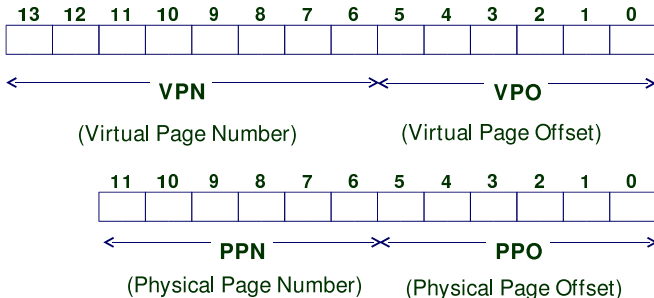 13 12 11 10 9 8 7 6 5 4 3 2 1 0
VPN VPO
(Virtual Page Number) (Virtual Page Offset)
11 10 9 8 7 6 5 4 3 2 1 0
PPN PPO
(Physical Page Number) (Physical Page Offset)